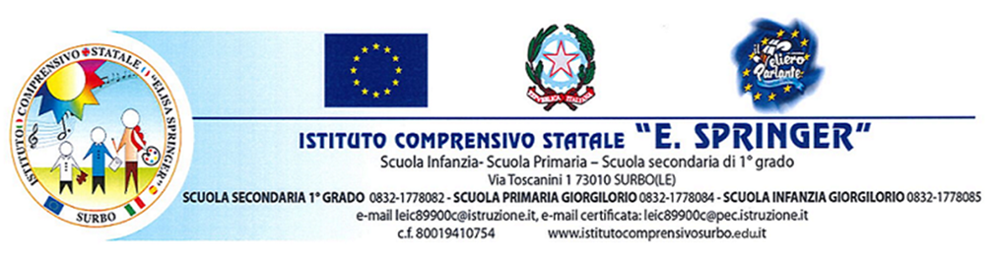 ISTITUTO COMPRENSIVO STATALE "ELISA SPRINGER"
SURBO
il
Veliero
Parlante
REPVBBLICA ITALIANA
ISTITUTO COMPRENSIVO STATALE "E. SPRINGER"
Scuola Infanzia- Scuola Primaria – Scuola secondaria di 1° grado
Via Toscanini 1 73010 SURBO(LE)
SCUOLA SECONDARIA 1° GRADO 0832-1778082 - SCUOLA PRIMARIA GIORGILORIO 0832-1778084 - SCUOLA INFANZIA GIORGILORIO 0832-1778085
e-mail leic89900c@istruzione.it, e-mail certificata: leic89900c@pec.istruzione.it
c.f. 80019410754 www.istitutocomprensivosurbo.edu.it